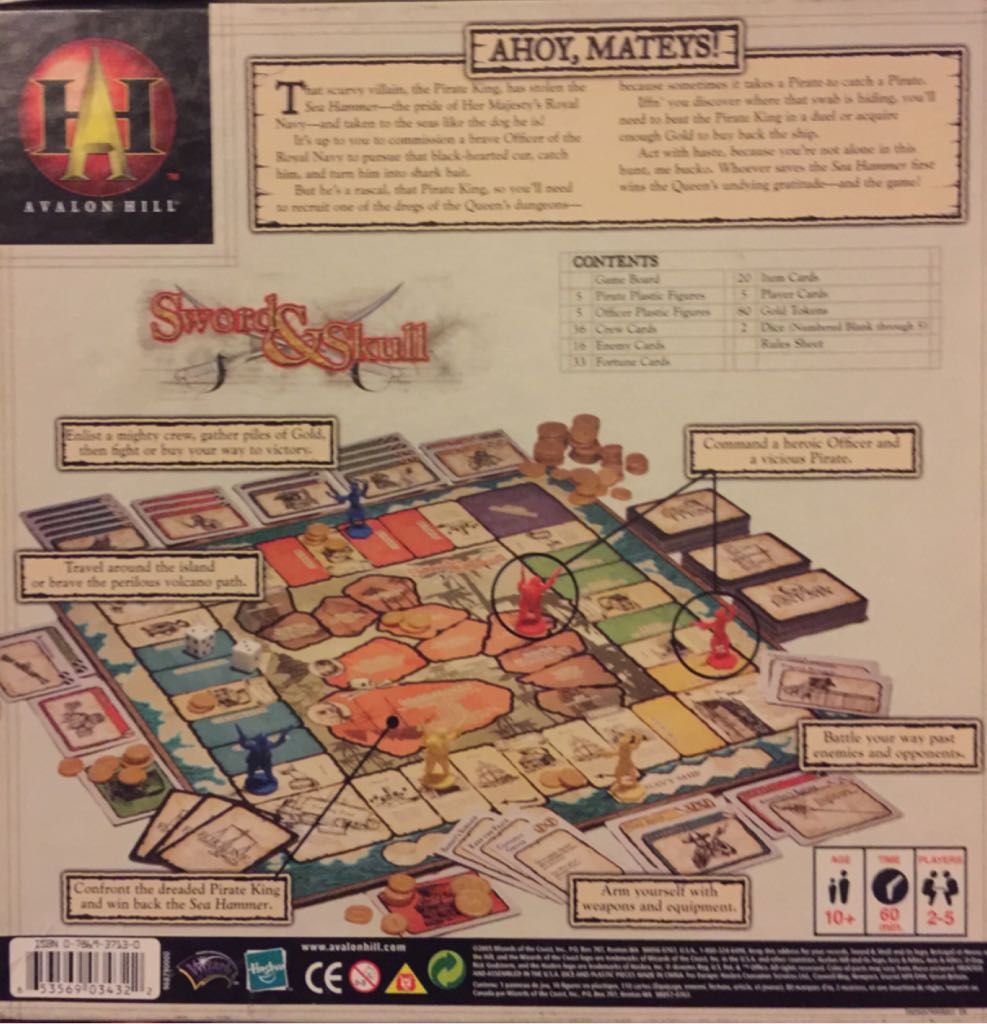 AVALON HILL
AHOY, MATEYS!
That scurvy villain, the Pirate King, has stolen the
Sea Hammer—the pride of Her Majesty's Royal
Navy—and taken to the seas like the dog he is!
It's up to you to commission a brave Officer of the
Royal Navy to pursue that black-hearted cur, catch
him, and turn him into shark bait.
But he's a rascal, that Pirate King, so you'll need
to recruit one of the dregs of the Queen's dungeons—
because sometimes it takes a Pirate to catch a Pirate.
Iffn' you discover where that swab is hiding, you'll
need to beat the Pirate King in a duel or acquire
enough Gold to buy back the ship.
Act with haste, because you're not alone in this
hunt, me bucko. Whoever saves the Sea Hammer first
wins the Queen's undying gratitude—and the game!
Sword & Skull
CONTENTS
Game Board
5 Pirate Plastic Figures
5 Officer Plastic Figures
36 Crew Cards
16 Enemy Cards
33 Fortune Cards
20 Item Cards
5 Player Cards
80 Gold Tokens
2 Dice (Numbered Blank through 5)
Rules Sheet
Enlist a mighty crew, gather piles of Gold,
then fight or buy your way to victory.
Command a heroic Officer and
a vicious Pirate.
Travel around the island
or brave the perilous volcano path.
Battle your way past
enemies and opponents.
Confront the dreaded Pirate King
and win back the Sea Hammer.
Arm yourself with
weapons and equipment.
AGE
10+
TIME
60
min.
PLAYERS
2-5
ISBN 0-7869-3713-0
6 53569 03432 2
Wizards
Hasbro
www.avalonhill.com
CE